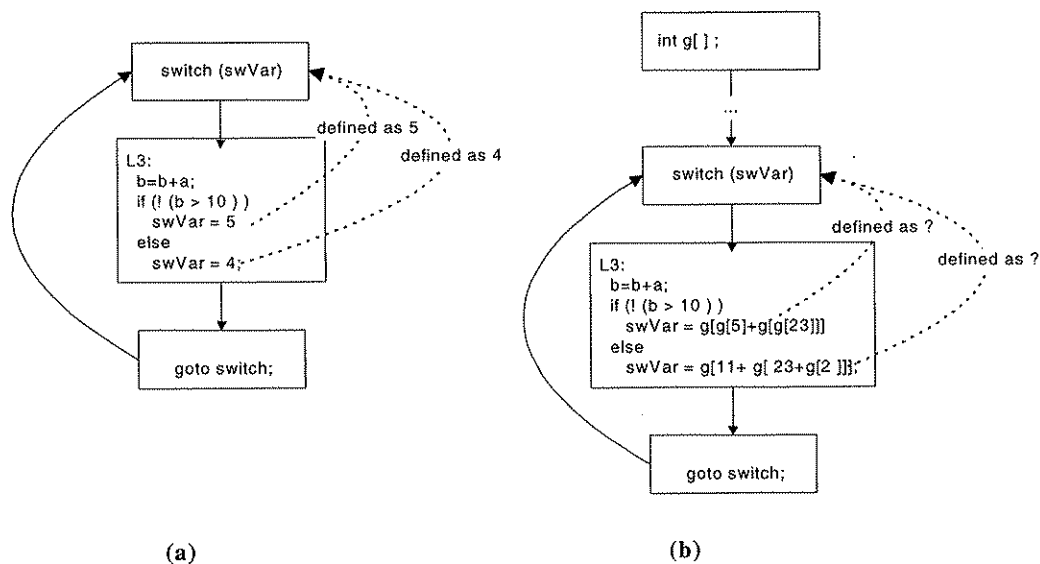 switch (swVar)
defined as 5
defined as 4
L3:
b=b+a;
if (! (b > 10 ) )
swVar = 5
else
swVar = 4;
goto switch;
(a)
int g[ ] ;
...
switch (swVar)
defined as ?
defined as ?
L3:
b=b+a;
if (! (b > 10 ) )
swVar = g[g[5]+g[g[23]]]
else
swVar = g[11+ g[ 23+g[2 ]]];
goto switch;
(b)